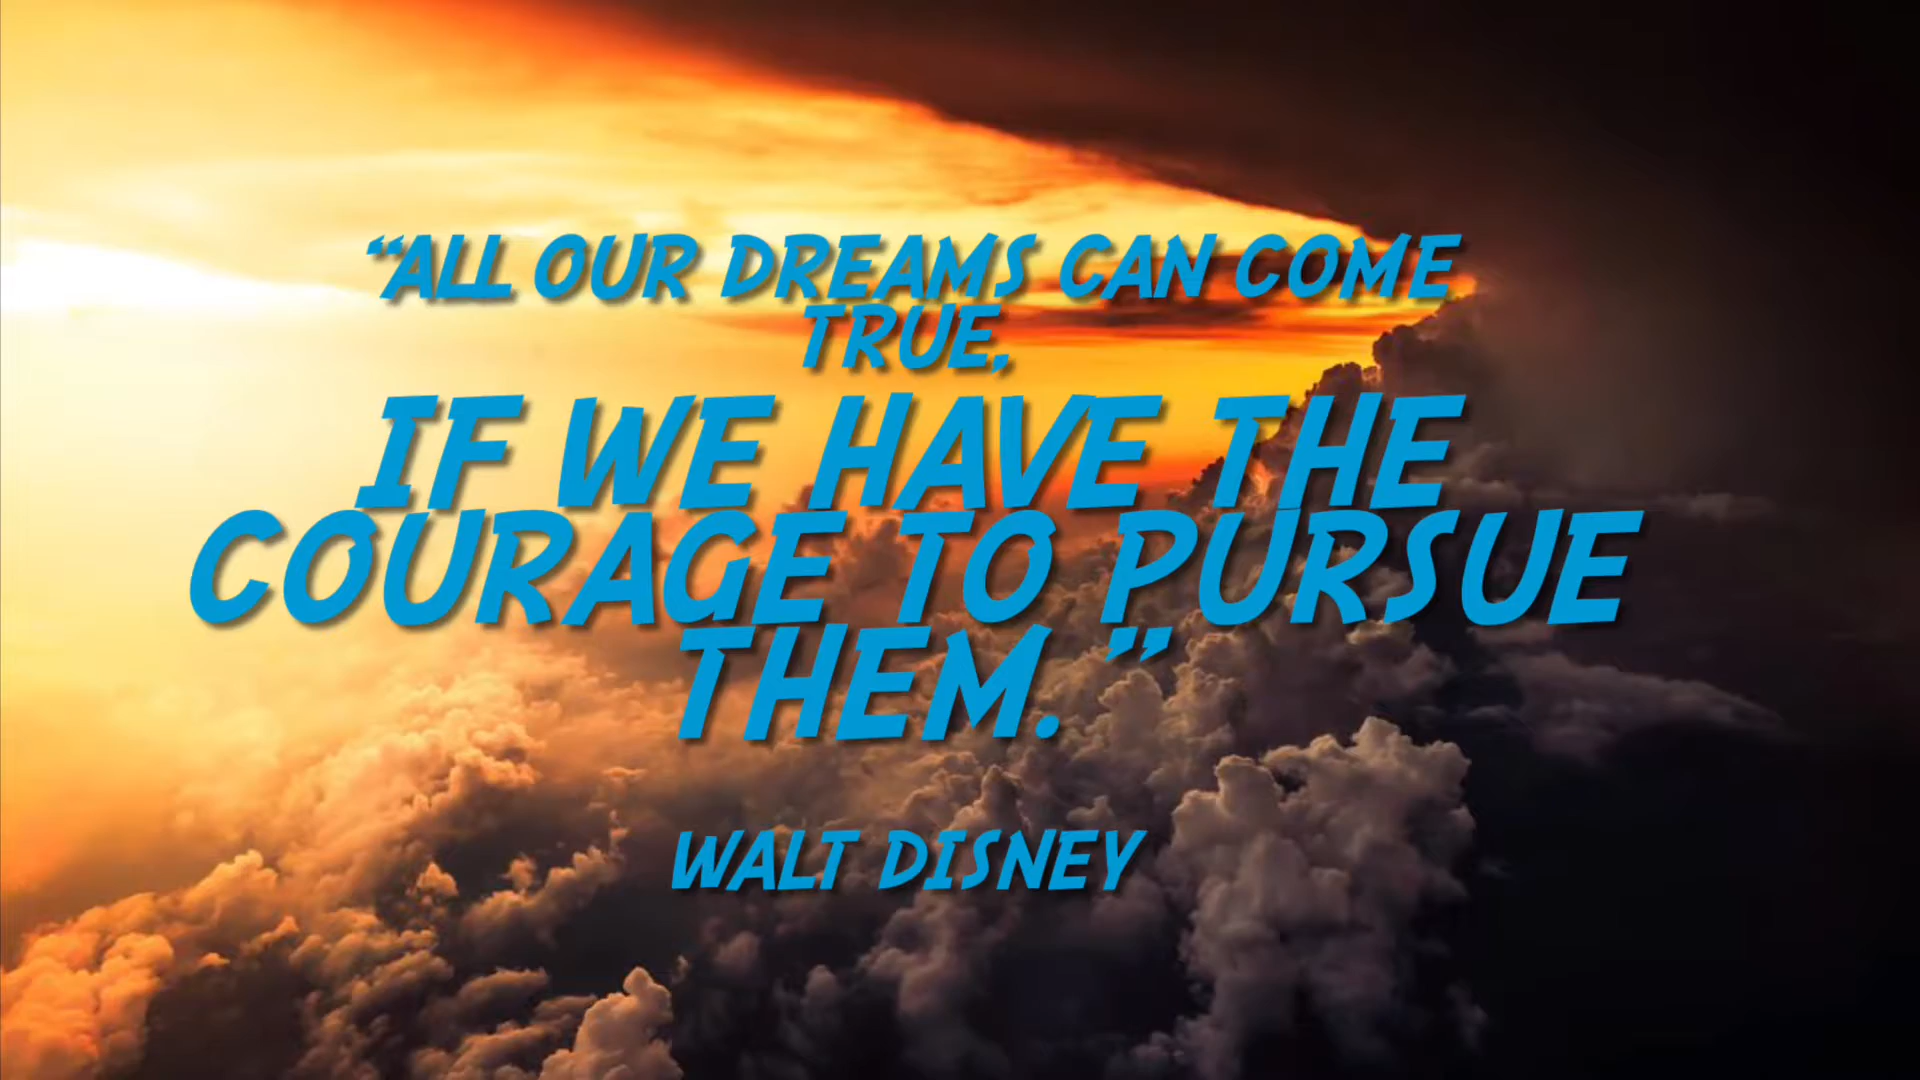 “ALL OUR DREAMS CAN COME
TRUE,
IF WE HAVE THE
COURAGE TO PURSUE
THEM.”
WALT DISNEY